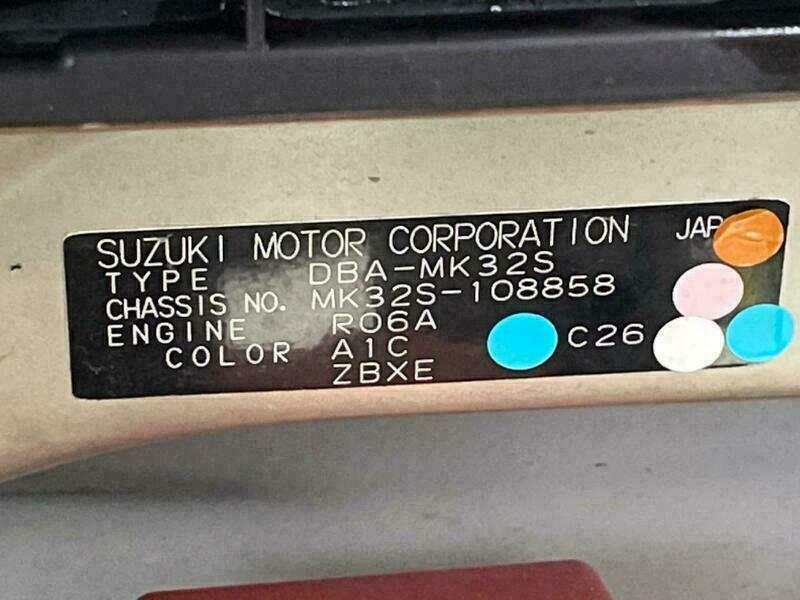 SUZUKI MOTOR CORPORATION JAP
TYPE DBA-MK32S
CHASSIS NO. MK32S-108858
ENGINE R06A
COLOR A1C C26
ZBXE